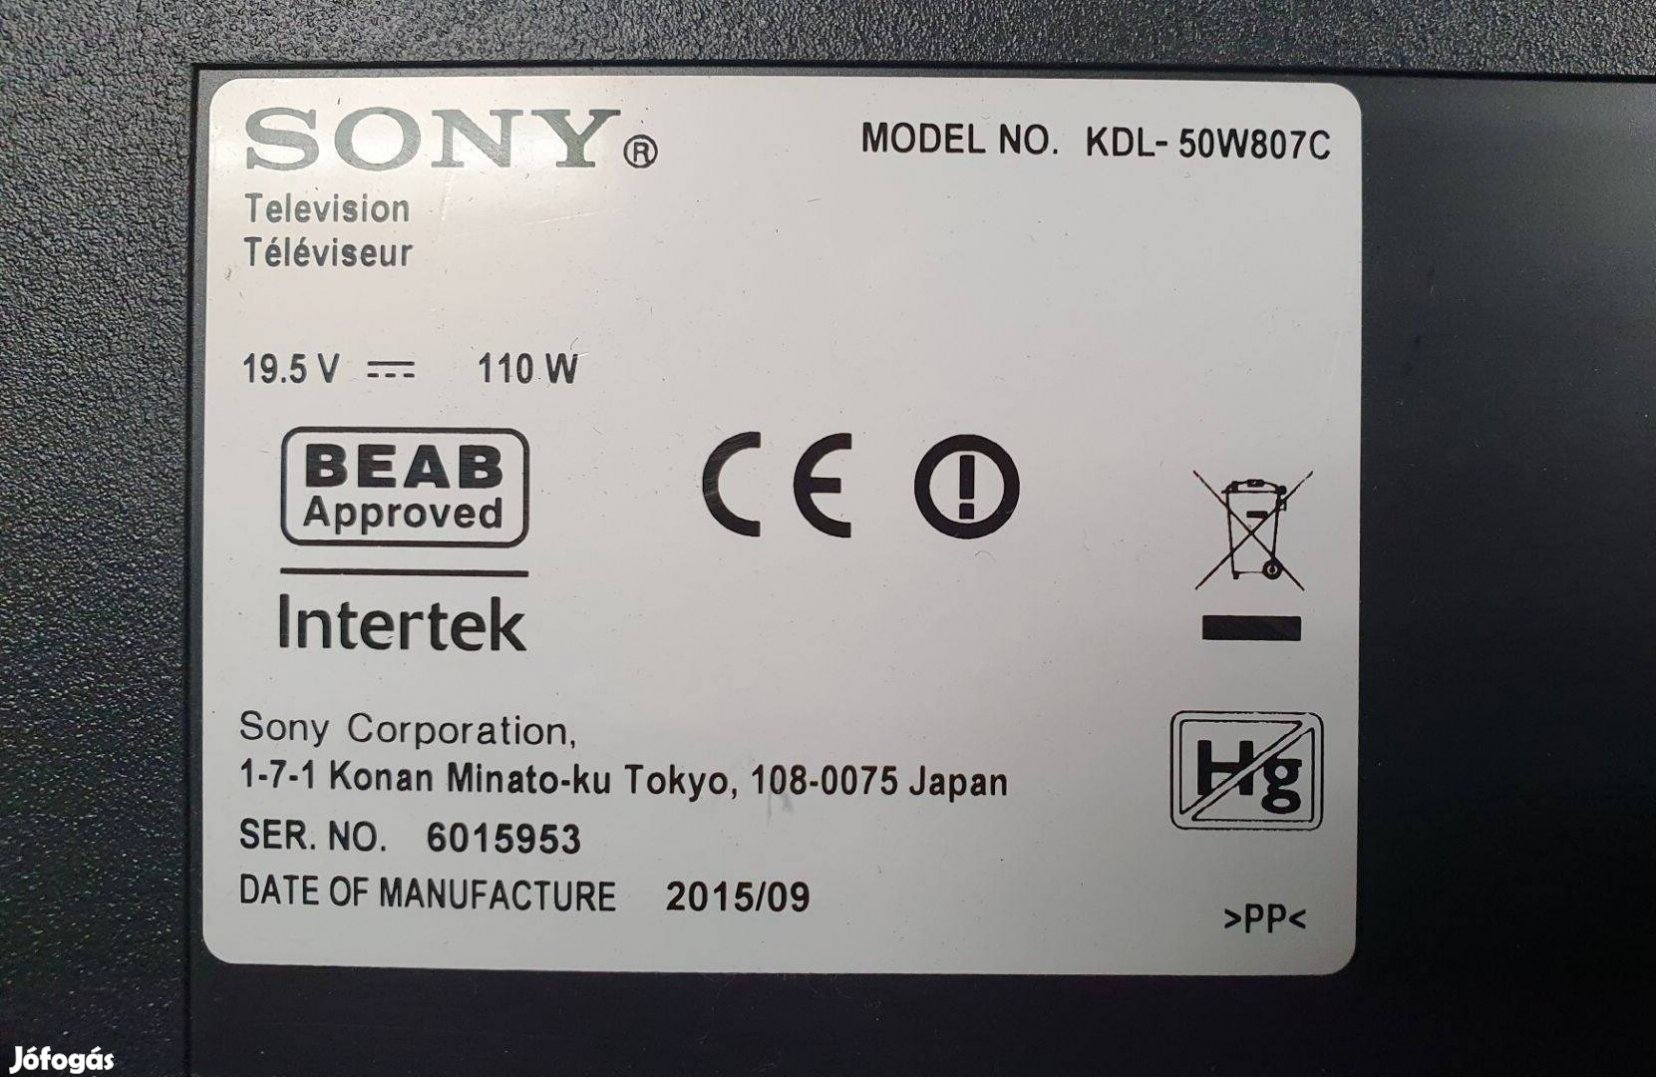 SONY®
MODEL NO. KDL-50W807C
Television
Téléviseur
19.5 V 110 W
BEAB
Approved
CE
Intertek
Sony Corporation,
1-7-1 Konan Minato-ku Tokyo, 108-0075 Japan
Hg
SER. NO. 6015953
DATE OF MANUFACTURE 2015/09
>PP<
Jófogás